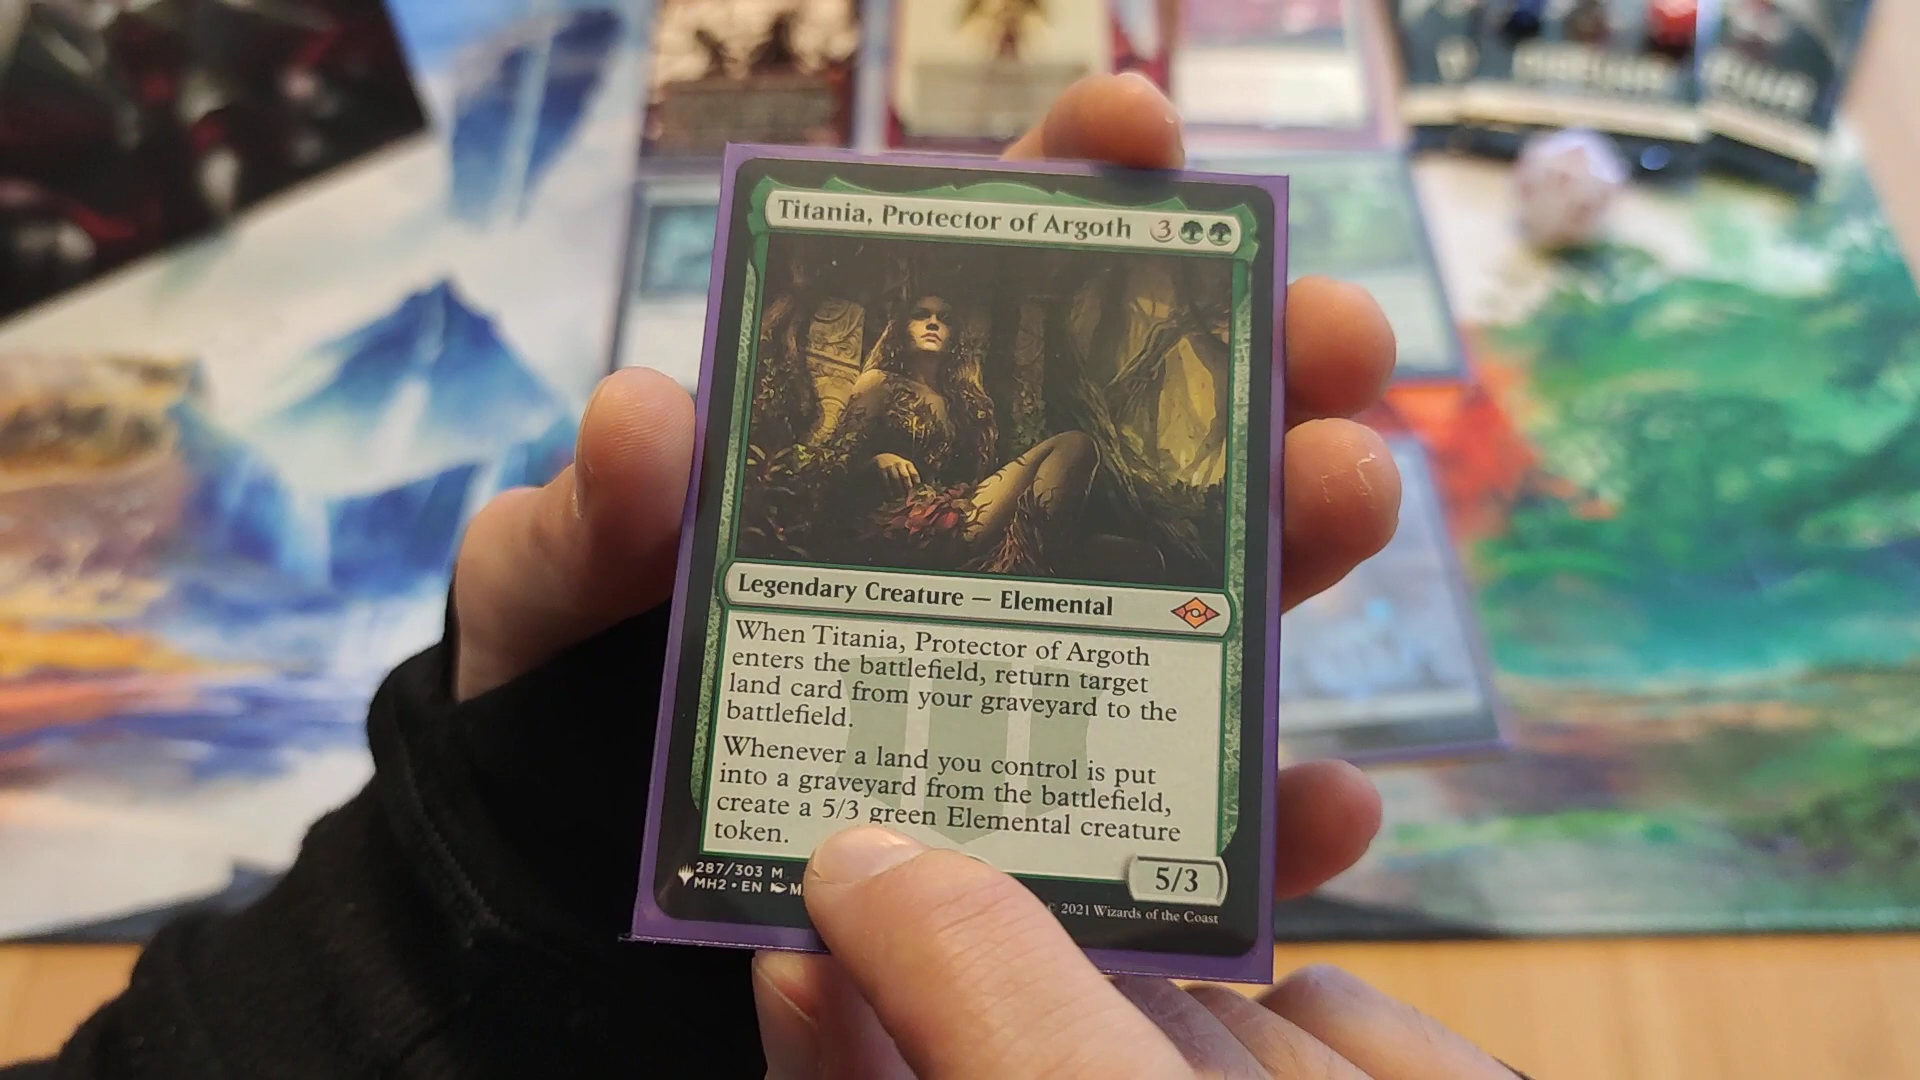 Titania, Protector of Argoth 3
Legendary Creature — Elemental
When Titania, Protector of Argoth
enters the battlefield, return target
land card from your graveyard to the
battlefield.
Whenever a land you control is put
into a graveyard from the battlefield,
create a 5/3 green Elemental creature
token.
5/3
287/303 M
MH2 • EN
2021 Wizards of the Coast